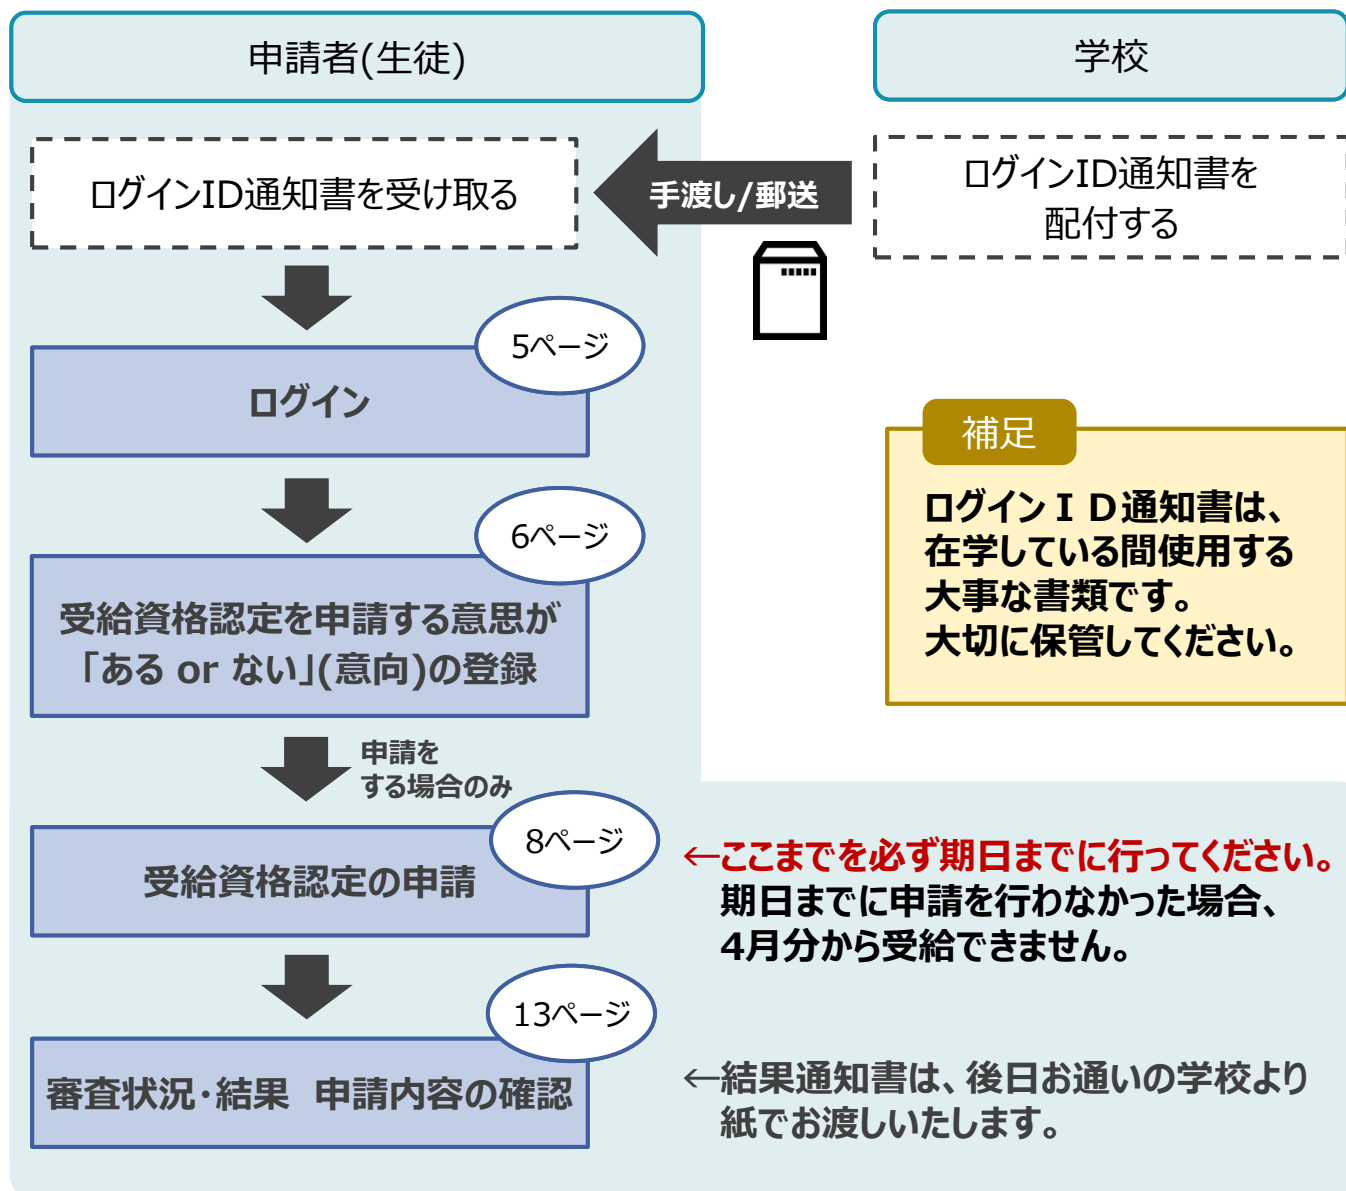 申請者(生徒)
学校
ログインID通知書を受け取る
手渡し/郵送
ログインID通知書を
配付する
5ページ
ログイン
補足
ログインＩＤ通知書は、
在学している間使用する
大事な書類です。
大切に保管してください。
6ページ
受給資格認定を申請する意思が
「ある or ない」(意向)の登録
申請を
する場合のみ
8ページ
受給資格認定の申請
←ここまでを必ず期日までに行ってください。
期日までに申請を行わなかった場合、
4月分から受給できません。
13ページ
審査状況・結果　申請内容の確認
←結果通知書は、後日お通いの学校より
紙でお渡しいたします。